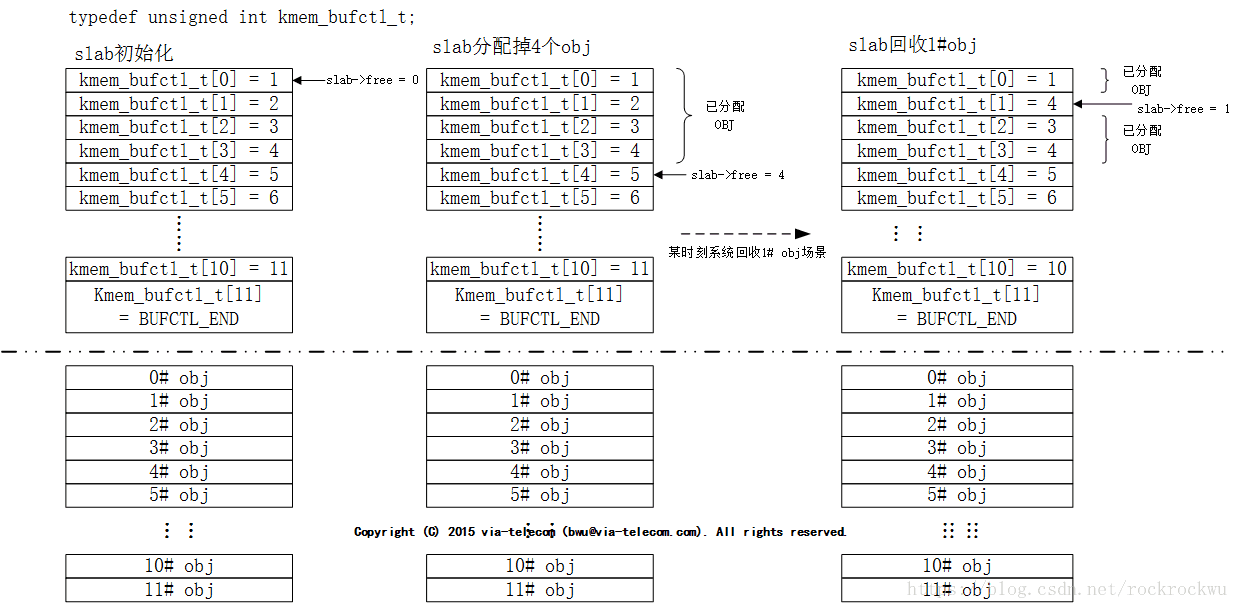 typedef unsigned int kmem_bufctl_t;
slab初始化
kmem_bufctl_t[0] = 1
slab->free = 0
kmem_bufctl_t[1] = 2
kmem_bufctl_t[2] = 3
kmem_bufctl_t[3] = 4
kmem_bufctl_t[4] = 5
kmem_bufctl_t[5] = 6
kmem_bufctl_t[10] = 11
Kmem_bufctl_t[11]
= BUFCTL_END
0# obj
1# obj
2# obj
3# obj
4# obj
5# obj
10# obj
11# obj
slab分配掉4个obj
kmem_bufctl_t[0] = 1
kmem_bufctl_t[1] = 2
kmem_bufctl_t[2] = 3
kmem_bufctl_t[3] = 4
已分配
OBJ
kmem_bufctl_t[4] = 5
slab->free = 4
kmem_bufctl_t[5] = 6
某时刻系统回收1# obj场景
kmem_bufctl_t[10] = 11
Kmem_bufctl_t[11]
= BUFCTL_END
0# obj
1# obj
2# obj
3# obj
4# obj
5# obj
10# obj
11# obj
slab回收1#obj
kmem_bufctl_t[0] = 1
已分配
OBJ
kmem_bufctl_t[1] = 4
slab->free = 1
kmem_bufctl_t[2] = 3
kmem_bufctl_t[3] = 4
已分配
OBJ
kmem_bufctl_t[4] = 5
kmem_bufctl_t[5] = 6
kmem_bufctl_t[10] = 10
Kmem_bufctl_t[11]
= BUFCTL_END
0# obj
1# obj
2# obj
3# obj
4# obj
5# obj
10# obj
11# obj
Copyright (C) 2015 via-telecom (bwu@via-telecom.com). All rights reserved.
https://blog.csdn.net/rockrockwu